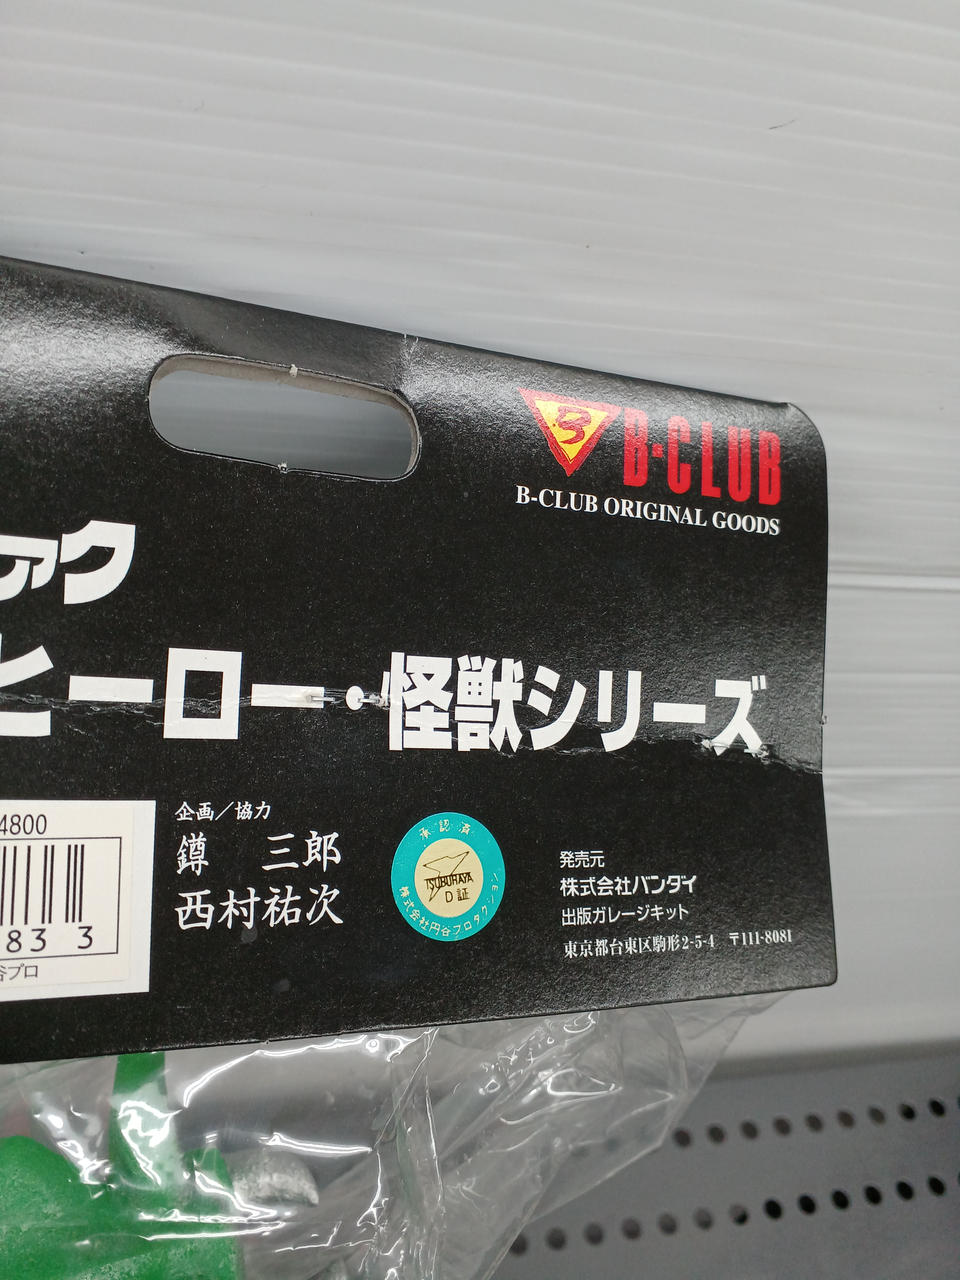 B-CLUB
B-CLUB ORIGINAL GOODS
ァク
ヒーロー・怪獣シリーズ
4800
83 3
谷プロ
企画／協力
鐏 三郎
西村祐次
承認済
TSUBURAYA
D証
株式会社円谷プロダクション
発売元
株式会社バンダイ
出版ガレージキット
東京都台東区駒形2-5-4 〒111-8081